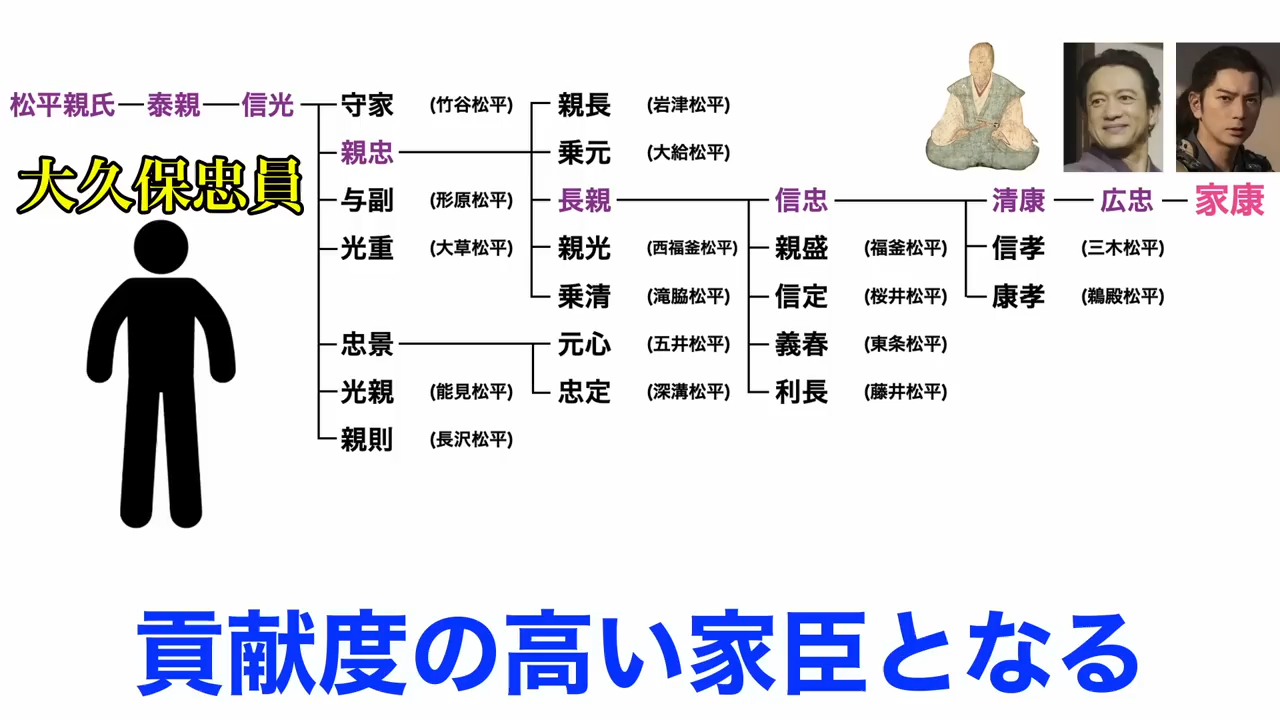 松平親氏 泰親 信光 守家 (竹谷松平) 親長 (岩津松平)
親忠 乗元 (大給松平)
大久保忠員
与副 (形原松平) 長親 信忠 清康 広忠 家康
光重 (大草松平) 親光 (西福釜松平) 親盛 (福釜松平) 信孝 (三木松平)
乗清 (滝脇松平) 信定 (桜井松平) 康孝 (鵜殿松平)
忠景 元心 (五井松平) 義春 (東条松平)
光親 (能見松平) 忠定 (深溝松平) 利長 (藤井松平)
親則 (長沢松平)
貢献度の高い家臣となる